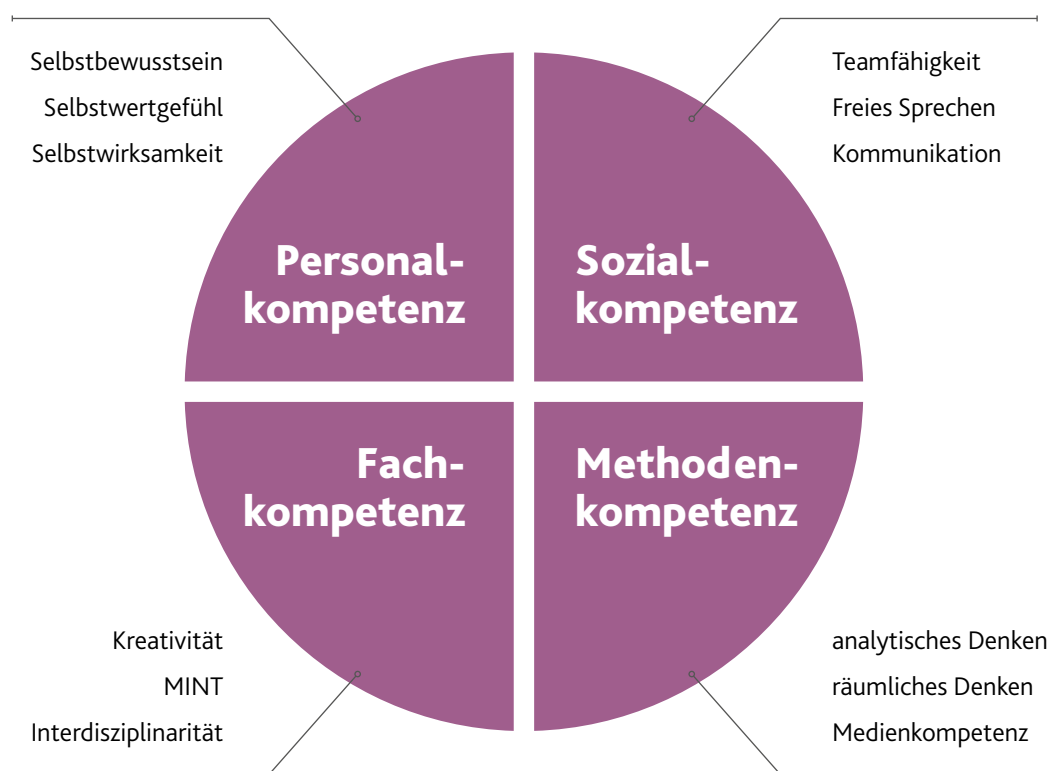 Selbstbewusstsein
Selbstwertgefühl
Selbstwirksamkeit
Teamfähigkeit
Freies Sprechen
Kommunikation
Personal-
kompetenz
Sozial-
kompetenz
Fach-
kompetenz
Methoden-
kompetenz
Kreativität
MINT
Interdisziplinarität
analytisches Denken
räumliches Denken
Medienkompetenz